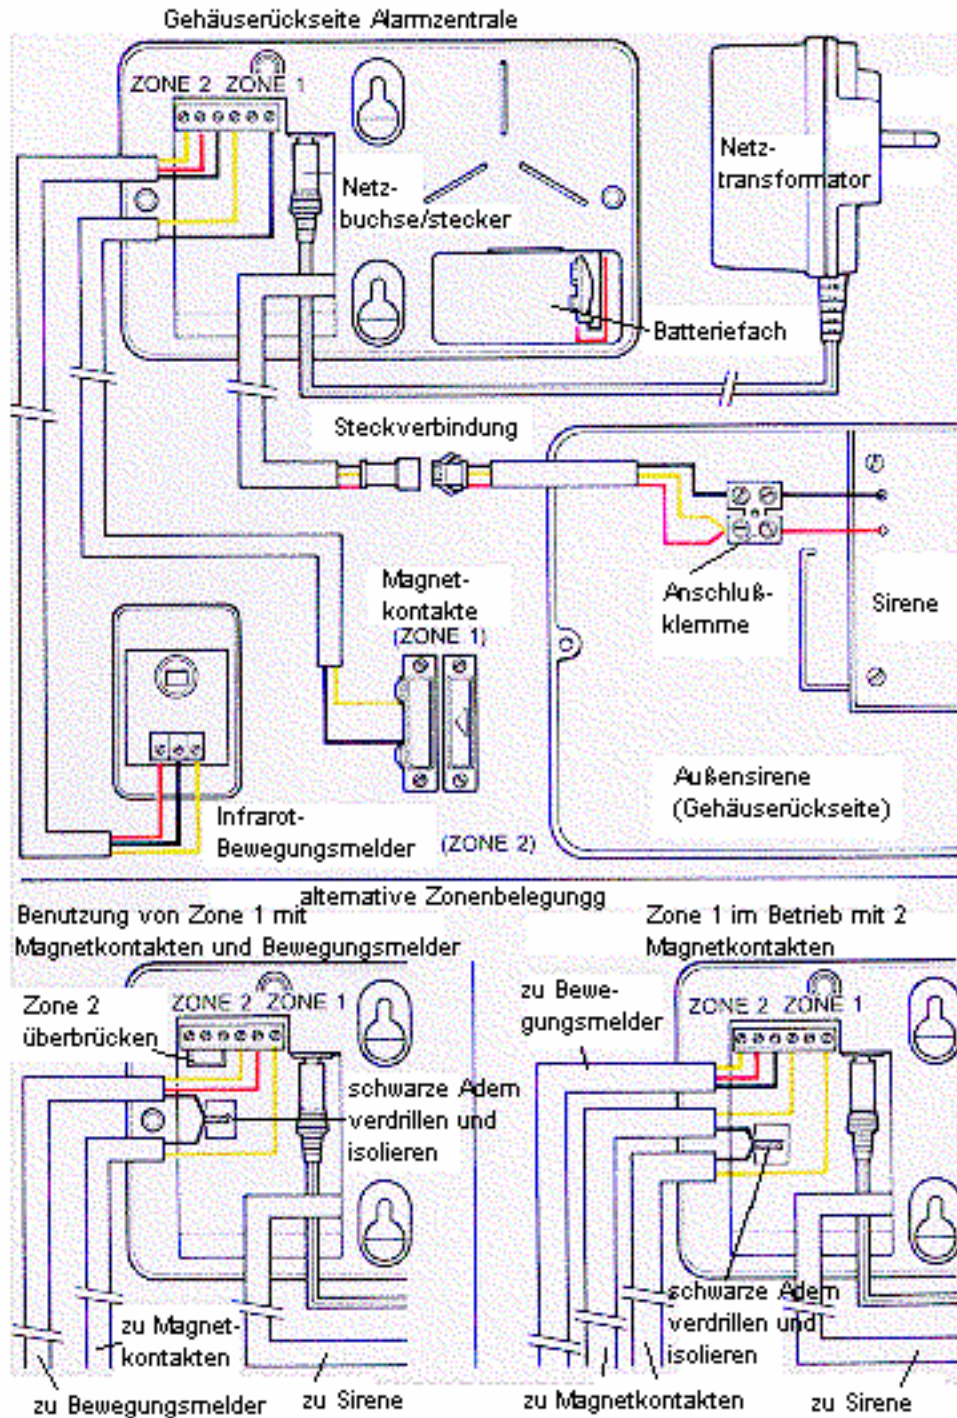 Gehäuserückseite Alarmzentrale
ZONE 2 ZONE 1
Netz-
buchse/stecker
Netz-
transformator
Batteriefach
Steckverbindung
Magnet-
kontakte
(ZONE 1)
Anschluß-
klemme
Sirene
Außensirene
(Gehäuserückseite)
Infrarot-
Bewegungsmelder
(ZONE 2)
alternative Zonenbelegungg
Benutzung von Zone 1 mit
Magnetkontakten und Bewegungsmelder
Zone 2
überbrücken
ZONE 2 ZONE 1
schwarze Adern
verdrillen und
isolieren
zu Magnet-
kontakten
zu Bewegungsmelder
zu Sirene
Zone 1 im Betrieb mit 2
Magnetkontakten
zu Bewe-
gungsmelder
ZONE 2 ZONE 1
schwarze Adern
verdrillen und
isolieren
zu Magnetkontakten
zu Sirene